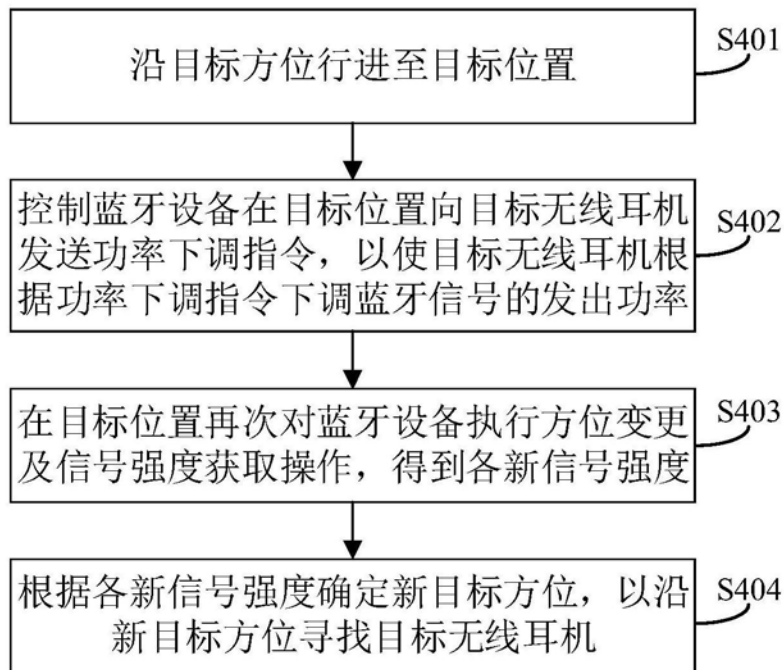 沿目标方位行进至目标位置
S401
控制蓝牙设备在目标位置向目标无线耳机
发送功率下调指令，以使目标无线耳机根
据功率下调指令下调蓝牙信号的发出功率
S402
在目标位置再次对蓝牙设备执行方位变更
及信号强度获取操作，得到各新信号强度
S403
根据各新信号强度确定新目标方位，以沿
新目标方位寻找目标无线耳机
S404